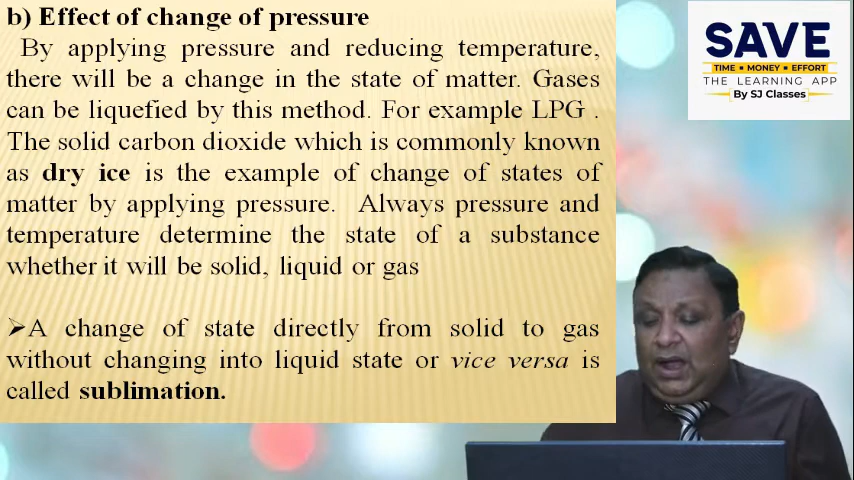 b) Effect of change of pressure
By applying pressure and reducing temperature,
there will be a change in the state of matter. Gases
can be liquefied by this method. For example LPG .
The solid carbon dioxide which is commonly known
as dry ice is the example of change of states of
matter by applying pressure. Always pressure and
temperature determine the state of a substance
whether it will be solid, liquid or gas
➢A change of state directly from solid to gas
without changing into liquid state or vice versa is
called sublimation.
SAVE
TIME ● MONEY ● EFFORT
THE LEARNING APP
By SJ Classes